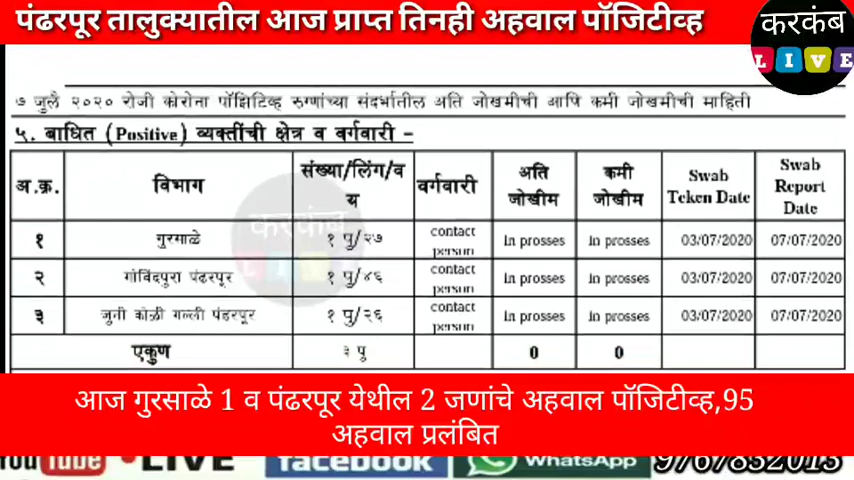 पंढरपूर तालुक्यातील आज प्राप्त तिनही अहवाल पॉजिटीव्ह
करकंब
LIVE
७ जुलै २०२० रोजी कोरोना पॉझिटिव्ह रुग्णांच्या संदर्भातील अति जोखमीची आणि कमी जोखमीची माहिती
५. बाधित (Positive) व्यक्तींची क्षेत्र व वर्गवारी –
अ.क्र. विभाग संख्या/लिंग/वय वर्गवारी अति जोखीम कमी जोखीम Swab Teken Date Swab Report Date
१ गुरसाळे १ पु/२७ contact person In prosses In prosses 03/07/2020 07/07/2020
२ गोविंदपुरा पंढरपूर १ पु/४६ contact person In prosses In prosses 03/07/2020 07/07/2020
३ जुनी कोळी गल्ली पंढरपूर १ पु/२६ contact person In prosses In prosses 03/07/2020 07/07/2020
एकुण ३ पु 0 0
करकंब
LIVE
आज गुरसाळे 1 व पंढरपूर येथील 2 जणांचे अहवाल पॉजिटीव्ह,95
अहवाल प्रलंबित
YouTube LIVE facebook WhatsApp 9767832015